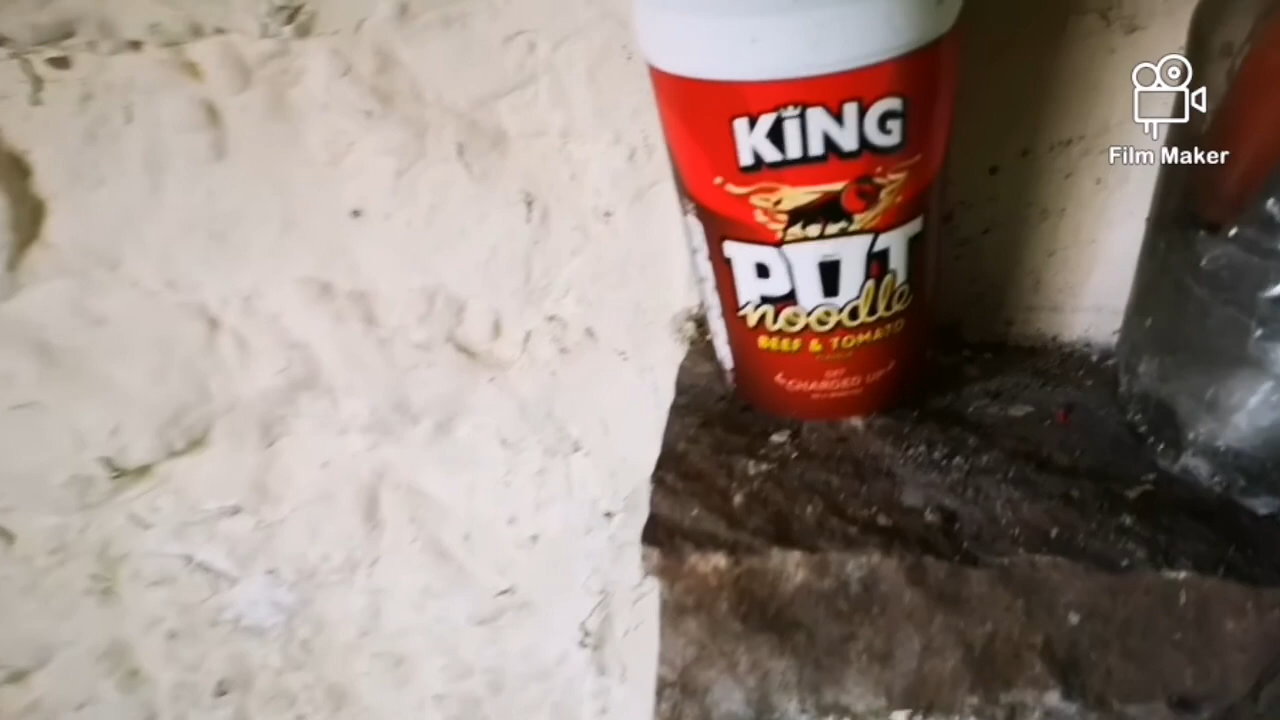 KING
POT
noodle
BEEF & TOMATO
CHARGED UP
Film Maker